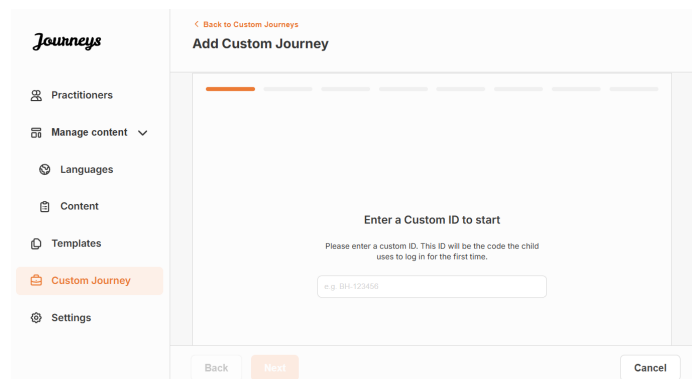 Journeys
Practitioners
Manage content
Languages
Content
Templates
Custom Journey
Settings
Back to Custom Journeys
Add Custom Journey
Enter a Custom ID to start
Please enter a custom ID. This ID will be the code the child
uses to log in for the first time.
e.g. BH-123456
Back
Next
Cancel